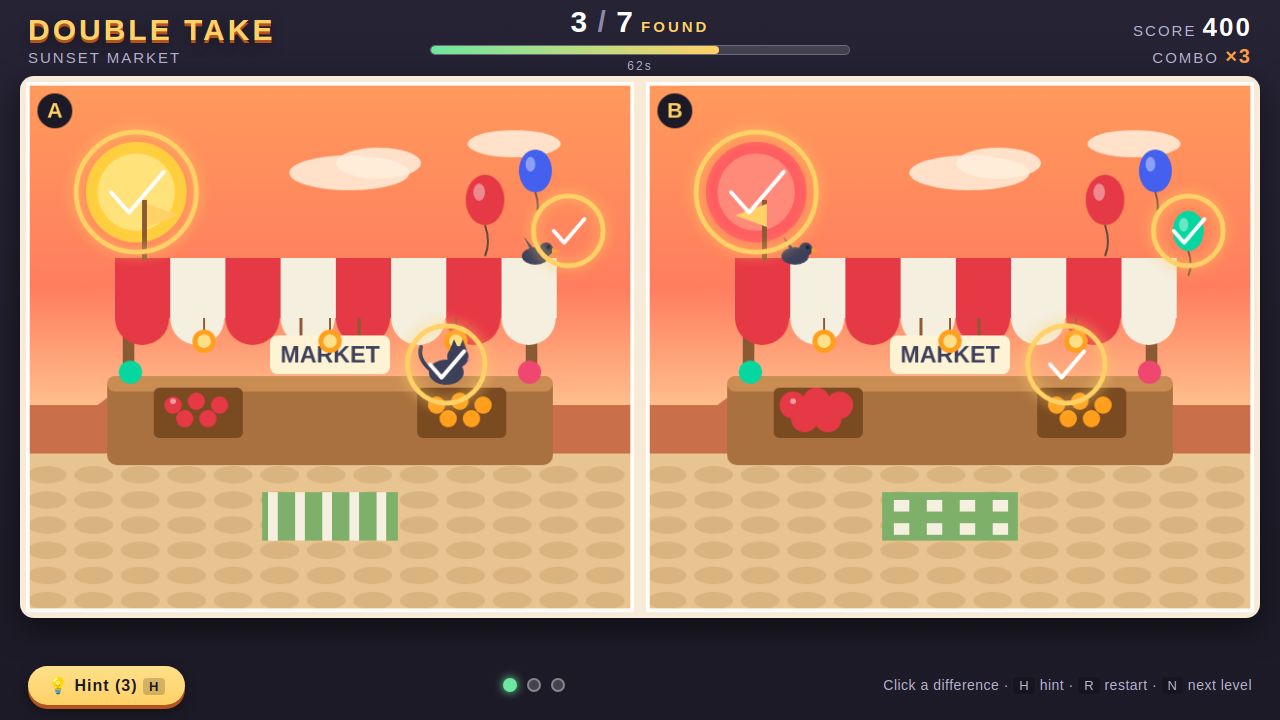 DOUBLE TAKE
SUNSET MARKET
3 / 7 FOUND
62s
SCORE 400
COMBO ×3
A
B
MARKET
MARKET
Hint (3) H
Click a difference · H hint · R restart · N next level